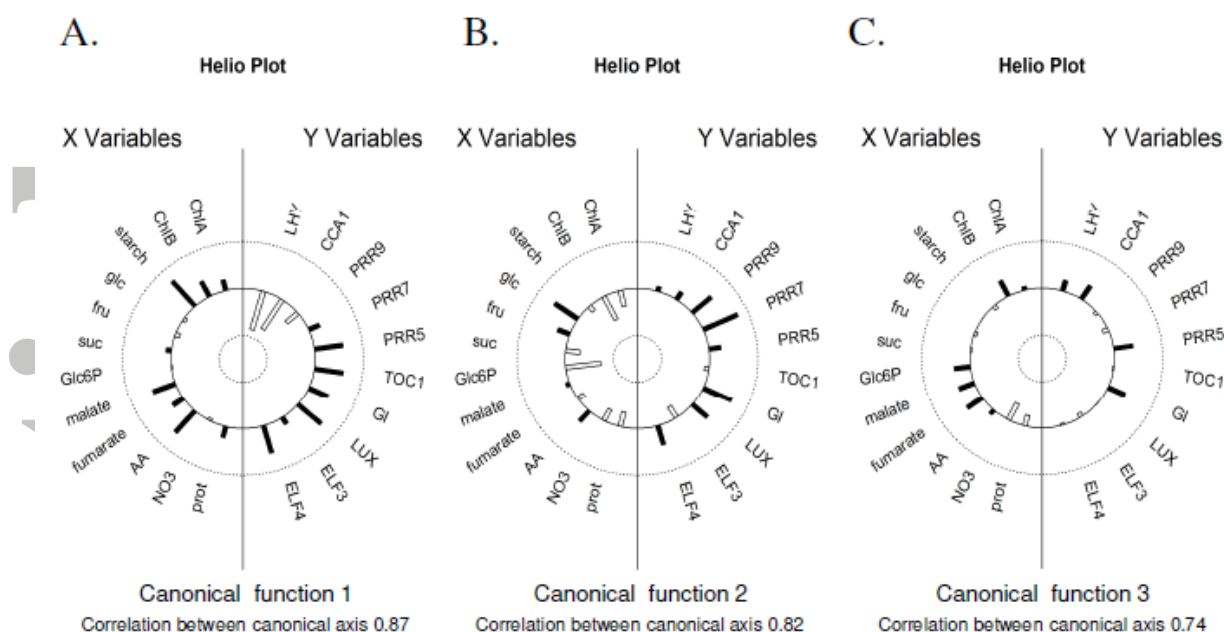 A.
Helio Plot
X Variables Y Variables
ChlA
ChlB
starch
glc
fru
suc
Glc6P
malate
fumarate
AA
NO3
prot
LHY
CCA1
PRR9
PRR7
PRR5
TOC1
GI
LUX
ELF3
ELF4
Canonical function 1
Correlation between canonical axis 0.87
B.
Helio Plot
X Variables Y Variables
ChlA
ChlB
starch
glc
fru
suc
Glc6P
malate
fumarate
AA
NO3
prot
LHY
CCA1
PRR9
PRR7
PRR5
TOC1
GI
LUX
ELF3
ELF4
Canonical function 2
Correlation between canonical axis 0.82
C.
Helio Plot
X Variables Y Variables
ChlA
ChlB
starch
glc
fru
suc
Glc6P
malate
fumarate
AA
NO3
prot
LHY
CCA1
PRR9
PRR7
PRR5
TOC1
GI
LUX
ELF3
ELF4
Canonical function 3
Correlation between canonical axis 0.74